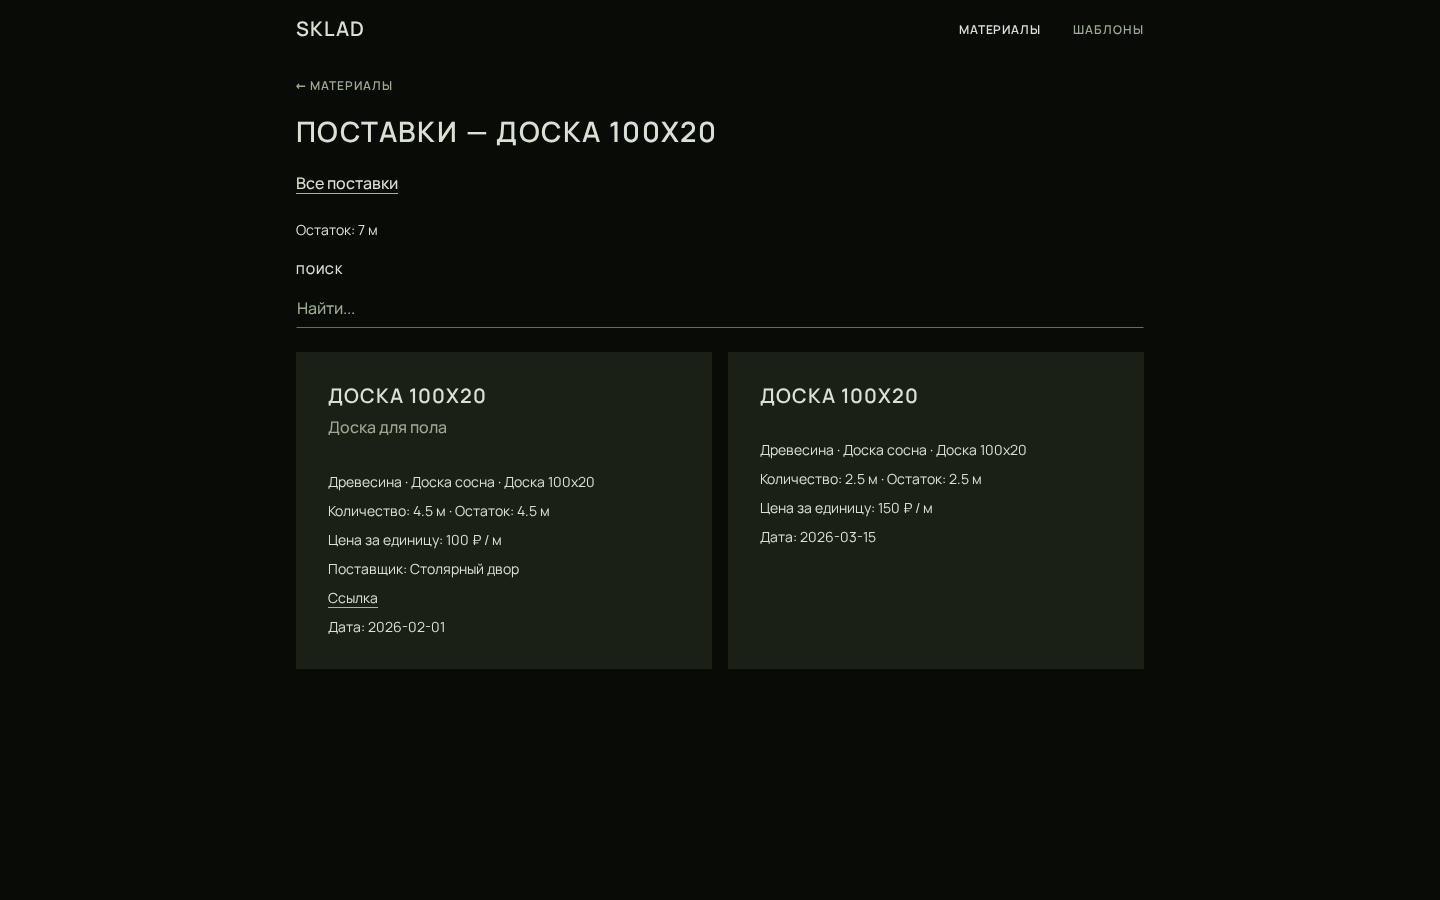 SKLAD
МАТЕРИАЛЫ
ШАБЛОНЫ
← МАТЕРИАЛЫ
ПОСТАВКИ — ДОСКА 100X20
Все поставки
Остаток: 7 м
поиск
Найти...
ДОСКА 100X20
Доска для пола
Древесина · Доска сосна · Доска 100x20
Количество: 4.5 м · Остаток: 4.5 м
Цена за единицу: 100 ₽ / м
Поставщик: Столярный двор
Ссылка
Дата: 2026-02-01
ДОСКА 100X20
Древесина · Доска сосна · Доска 100x20
Количество: 2.5 м · Остаток: 2.5 м
Цена за единицу: 150 ₽ / м
Дата: 2026-03-15